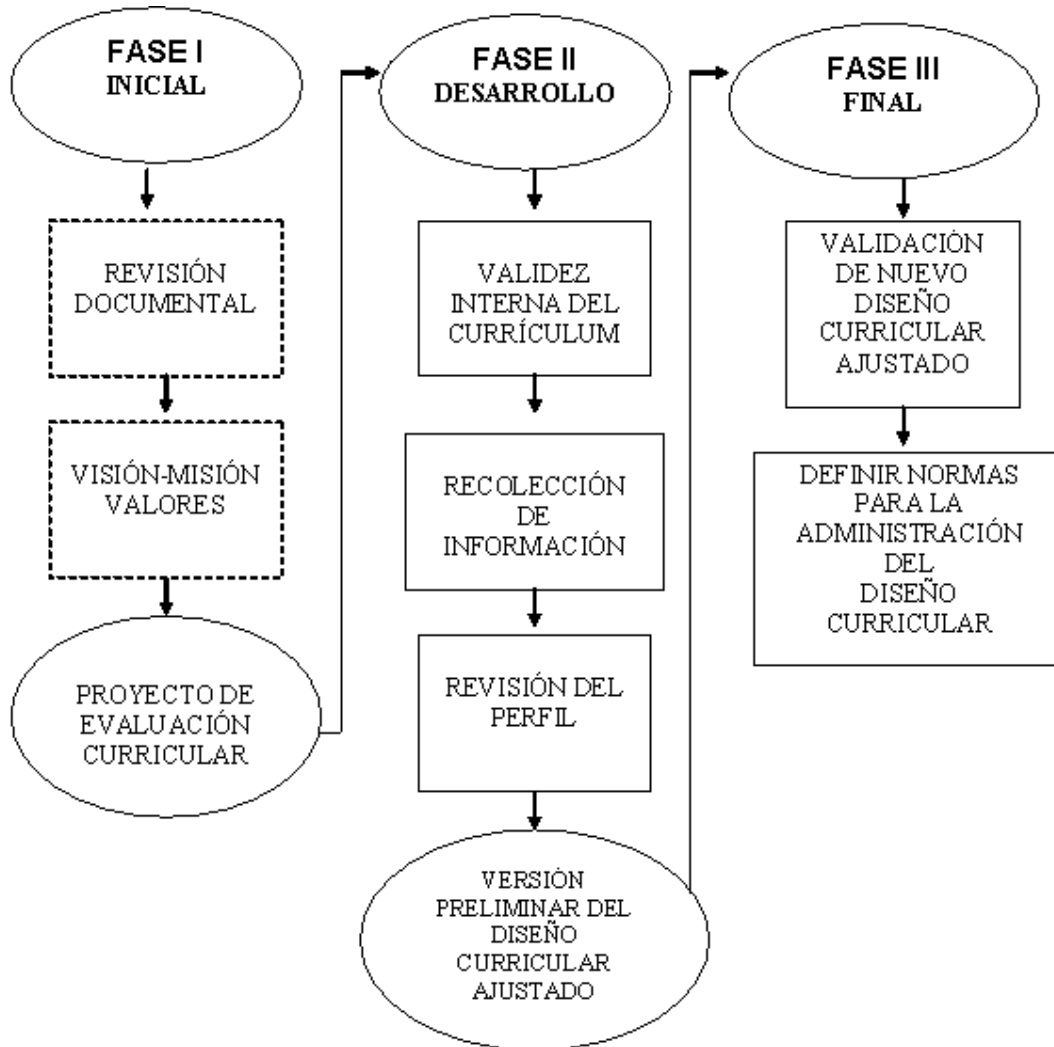 FASE I
INICIAL
REVISIÓN
DOCUMENTAL
VISIÓN-MISIÓN
VALORES
PROYECTO DE
EVALUACIÓN
CURRICULAR
FASE II
DESARROLLO
VALIDEZ
INTERNA DEL
CURRÍCULUM
RECOLECCIÓN
DE
INFORMACIÓN
REVISIÓN DEL
PERFIL
VERSIÓN
PRELIMINAR DEL
DISEÑO
CURRICULAR
AJUSTADO
FASE III
FINAL
VALIDACIÓN
DE NUEVO
DISEÑO
CURRICULAR
AJUSTADO
DEFINIR NORMAS
PARA LA
ADMINISTRACIÓN
DEL
DISEÑO
CURRICULAR